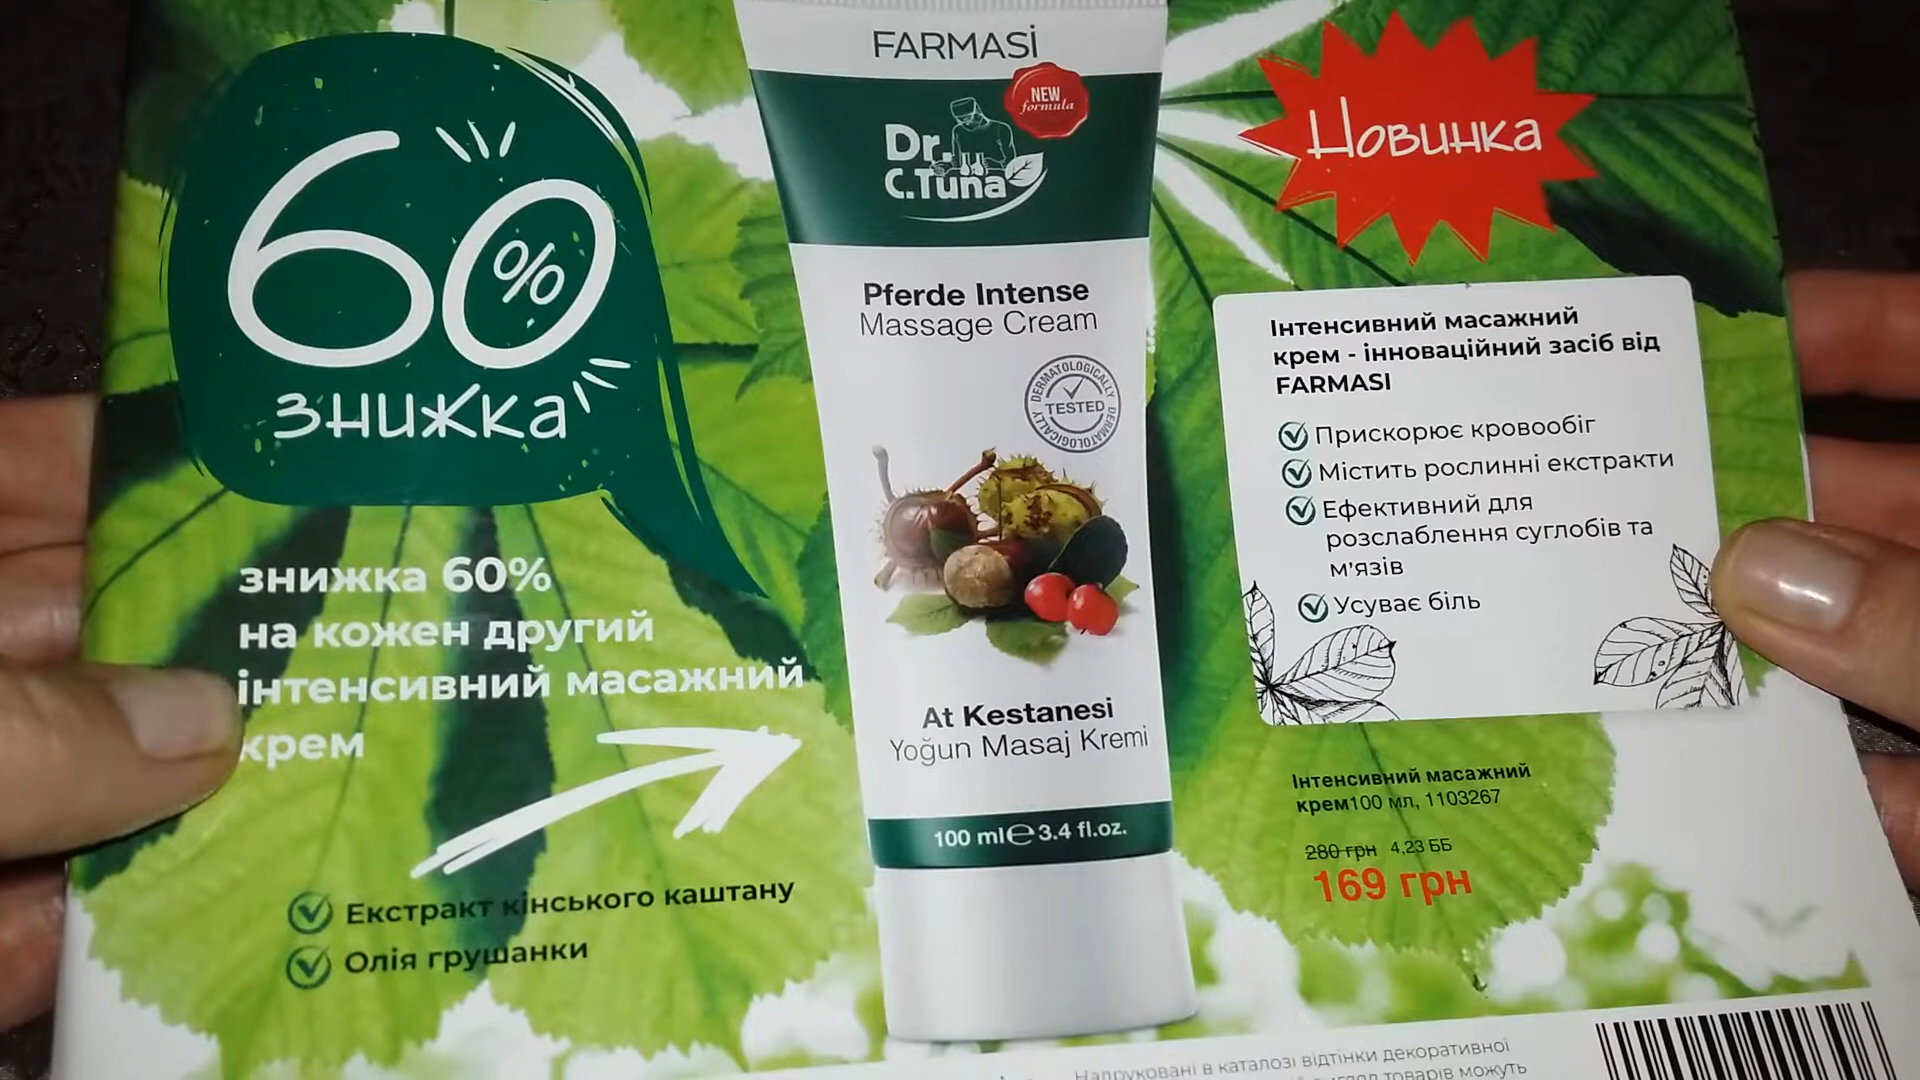 60%
знижка
знижка 60%
на кожен другий
інтенсивний масажний
крем
Екстракт кінського каштану
Олія грушанки
FARMASi
NEW
formula
Dr.
C.Tuna
Pferde Intense
Massage Cream
DERMATOLOGICALLY
TESTED
DERMATOLOGICALLY
At Kestanesi
Yoğun Masaj Kremi
100 ml e 3.4 fl.oz.
Новинка
Інтенсивний масажний
крем - інноваційний засіб від
FARMASI
Прискорює кровообіг
Містить рослинні екстракти
Ефективний для
розслаблення суглобів та
м'язів
Усуває біль
Інтенсивний масажний
крем100 мл, 1103267
280 грн 4,23 ББ
169 грн
Надруковані в каталозі відтінки декоративної
товарів можуть